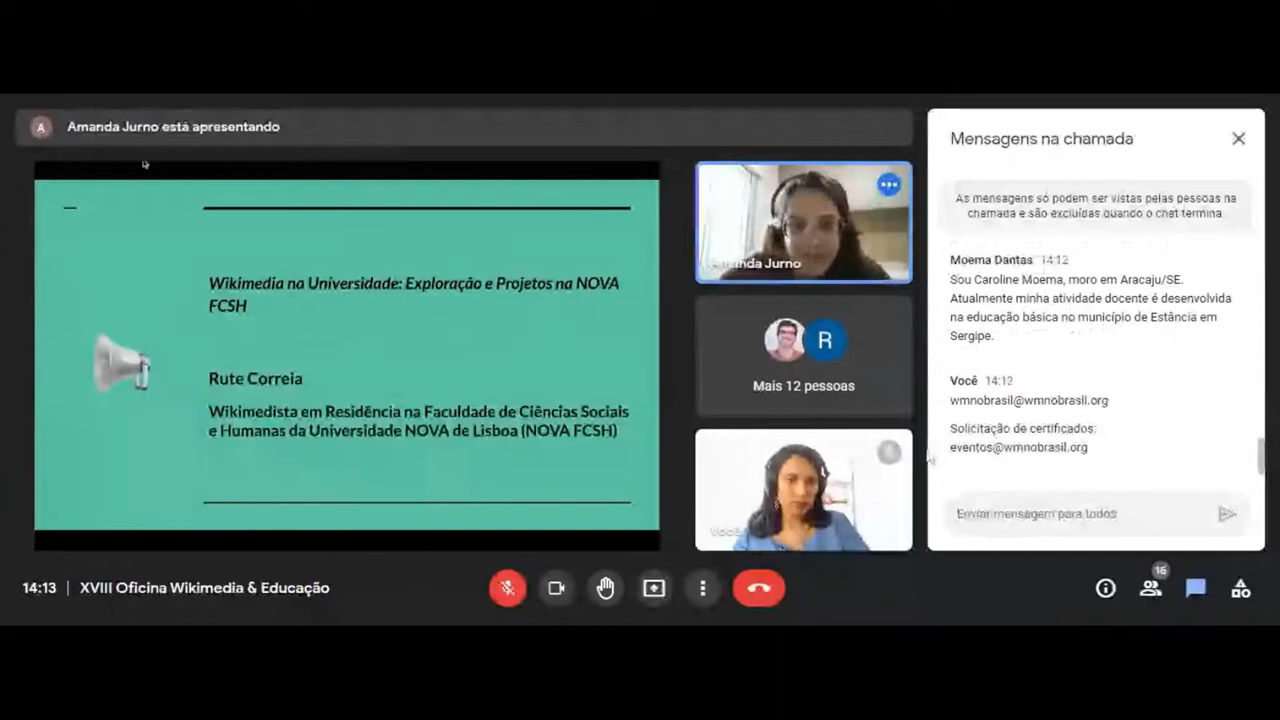 A
Amanda Jurno está apresentando
Wikimedia na Universidade: Exploração e Projetos na NOVA
FCSH
Rute Correia
Wikimedista em Residência na Faculdade de Ciências Sociais
e Humanas da Universidade NOVA de Lisboa (NOVA FCSH)
Amanda Jurno
R
Mais 12 pessoas
Você
Mensagens na chamada
As mensagens só podem ser vistas pelas pessoas na
chamada e são excluídas quando o chat termina
Moema Dantas 14:12
Sou Caroline Moema, moro em Aracaju/SE.
Atualmente minha atividade docente é desenvolvida
na educação básica no município de Estância em
Sergipe.
Você 14:12
wmnobrasil@wmnobrasil.org
Solicitação de certificados:
eventos@wmnobrasil.org
Enviar mensagem para todos
14:13 | XVIII Oficina Wikimedia & Educação
16